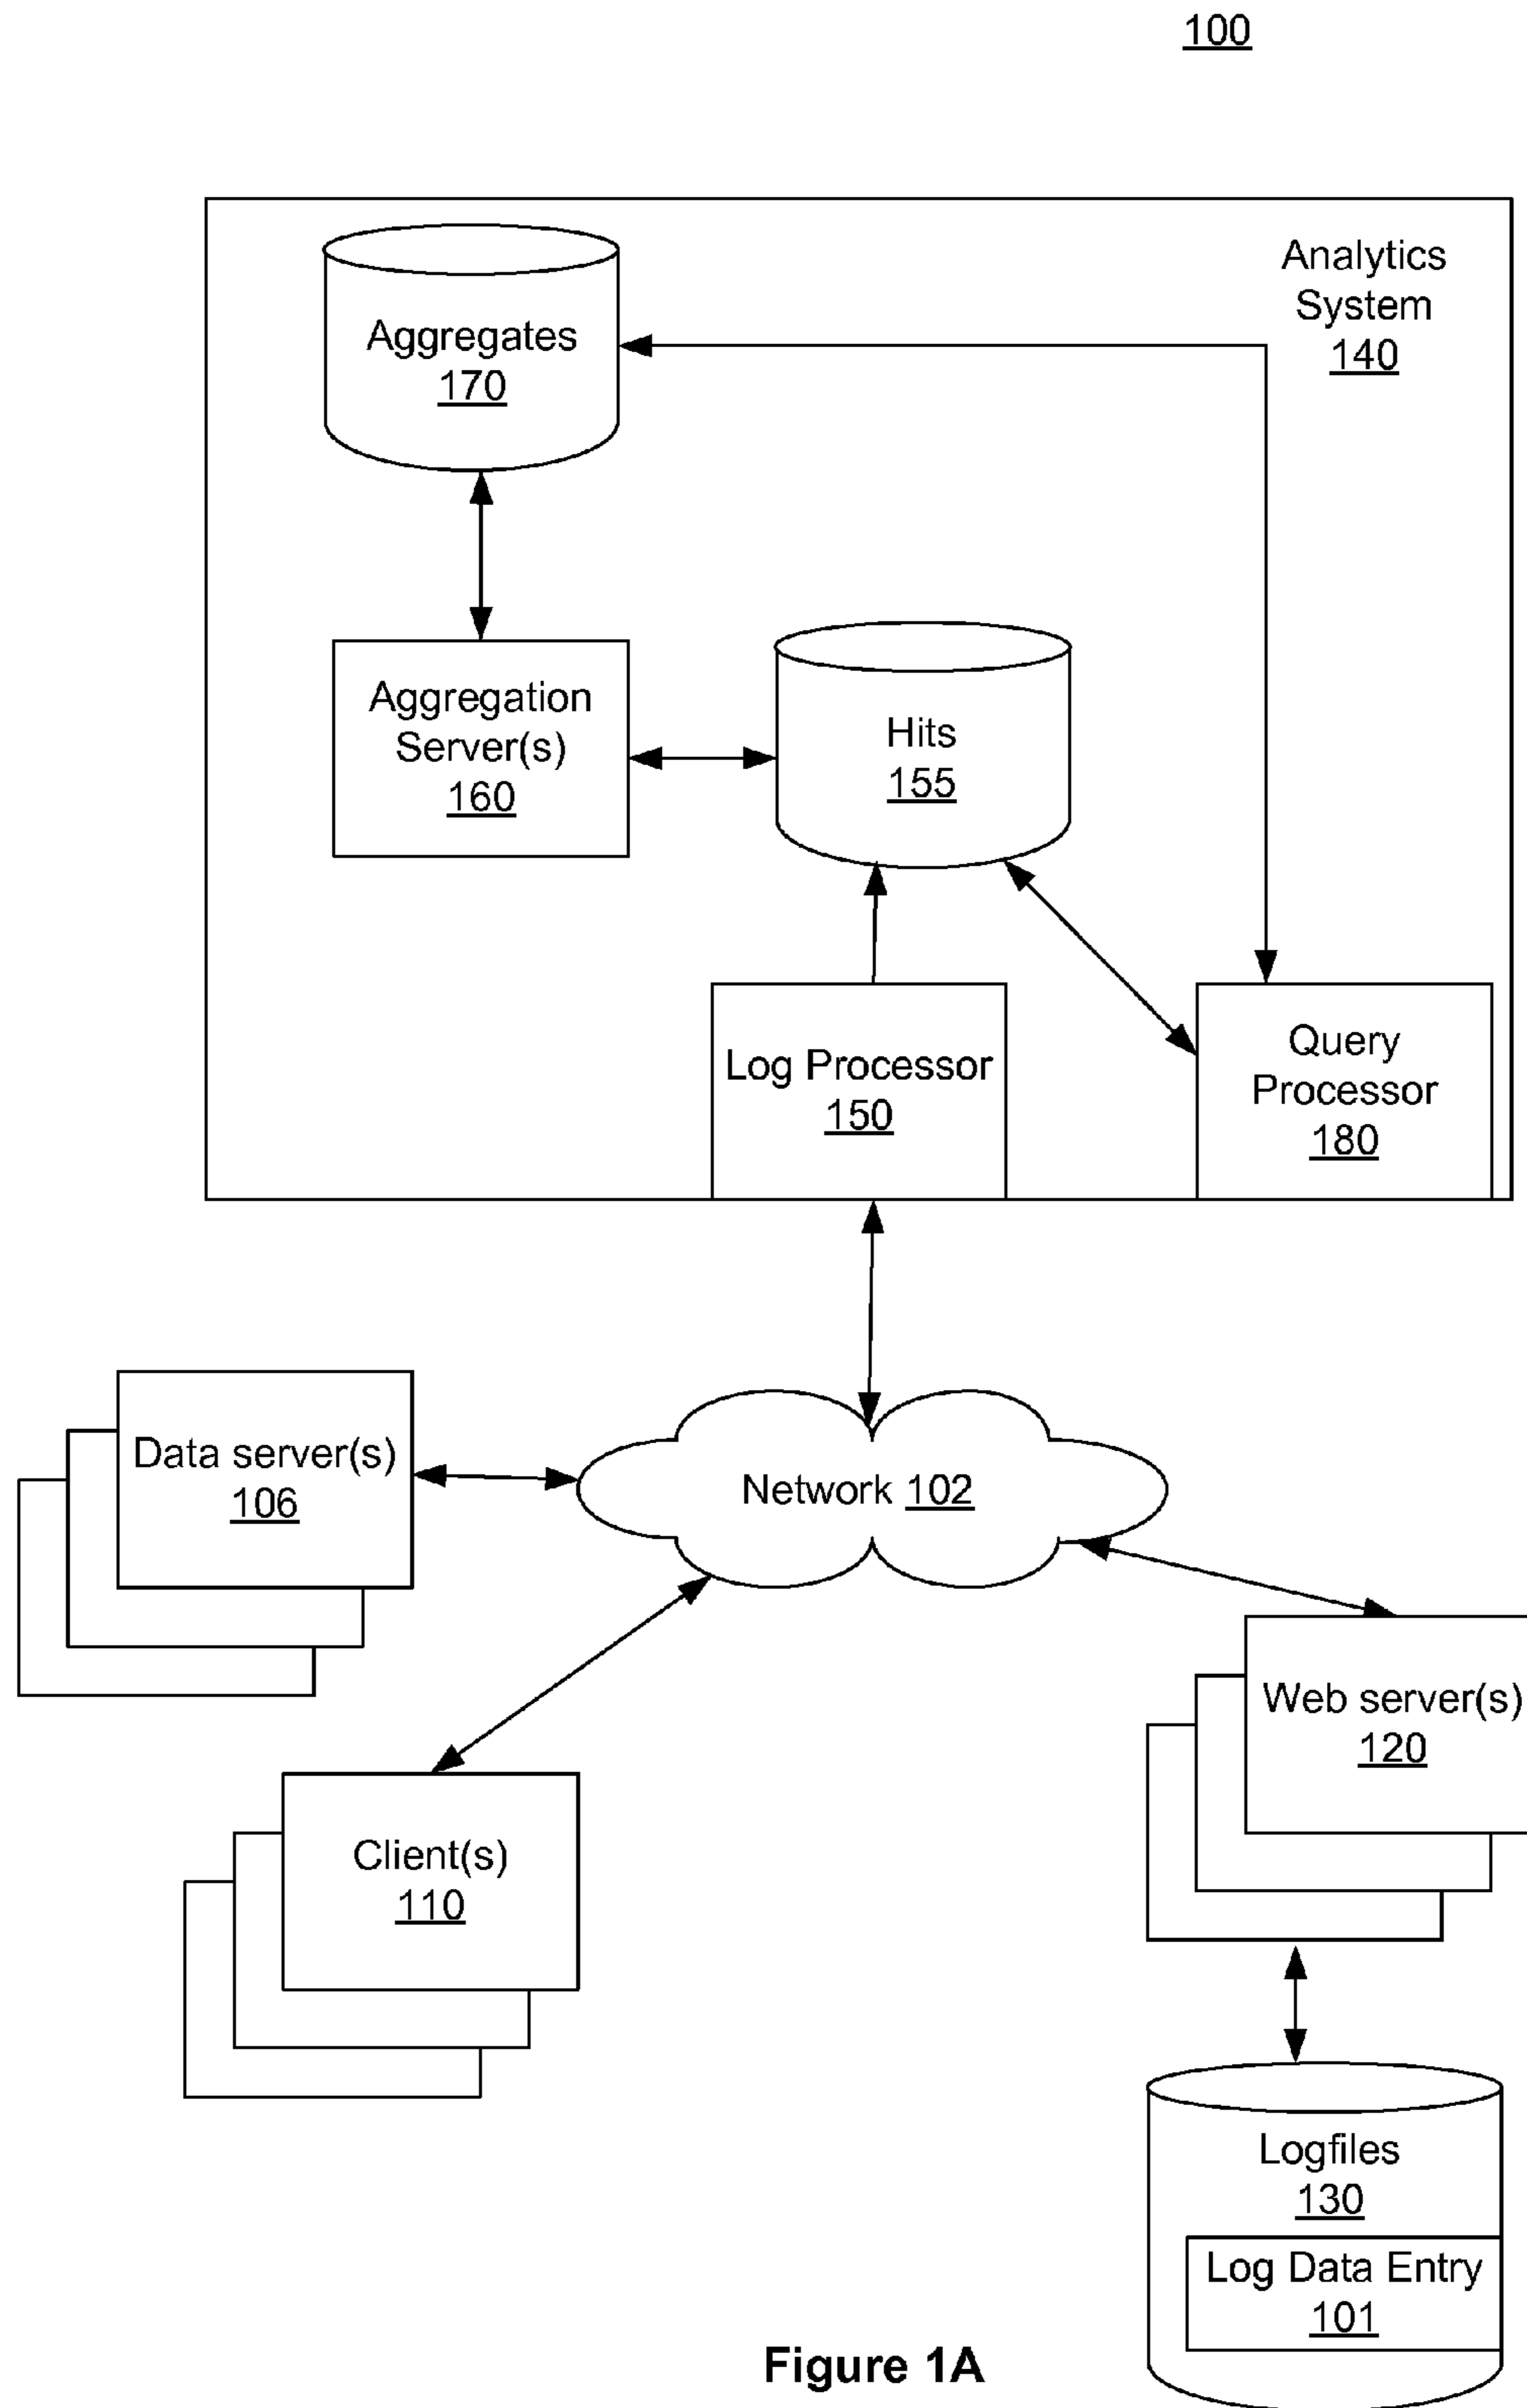 100
Analytics
System
140
Aggregates
170
Aggregation
Server(s)
160
Hits
155
Log Processor
150
Query
Processor
180
Data server(s)
106
Network 102
Web server(s)
120
Client(s)
110
Logfiles
130
Log Data Entry
101
Figure 1A